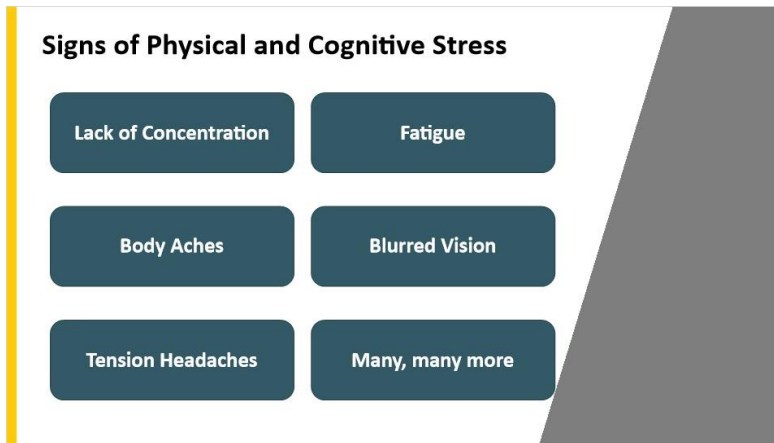 Signs of Physical and Cognitive Stress
Lack of Concentration
Fatigue
Body Aches
Blurred Vision
Tension Headaches
Many, many more